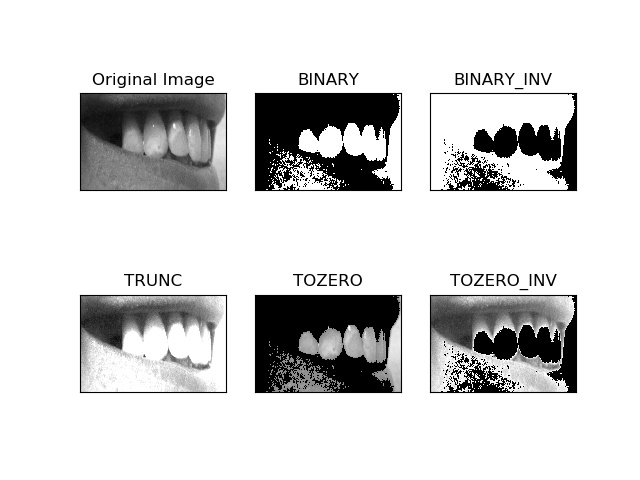 Original Image
BINARY
BINARY_INV
TRUNC
TOZERO
TOZERO_INV